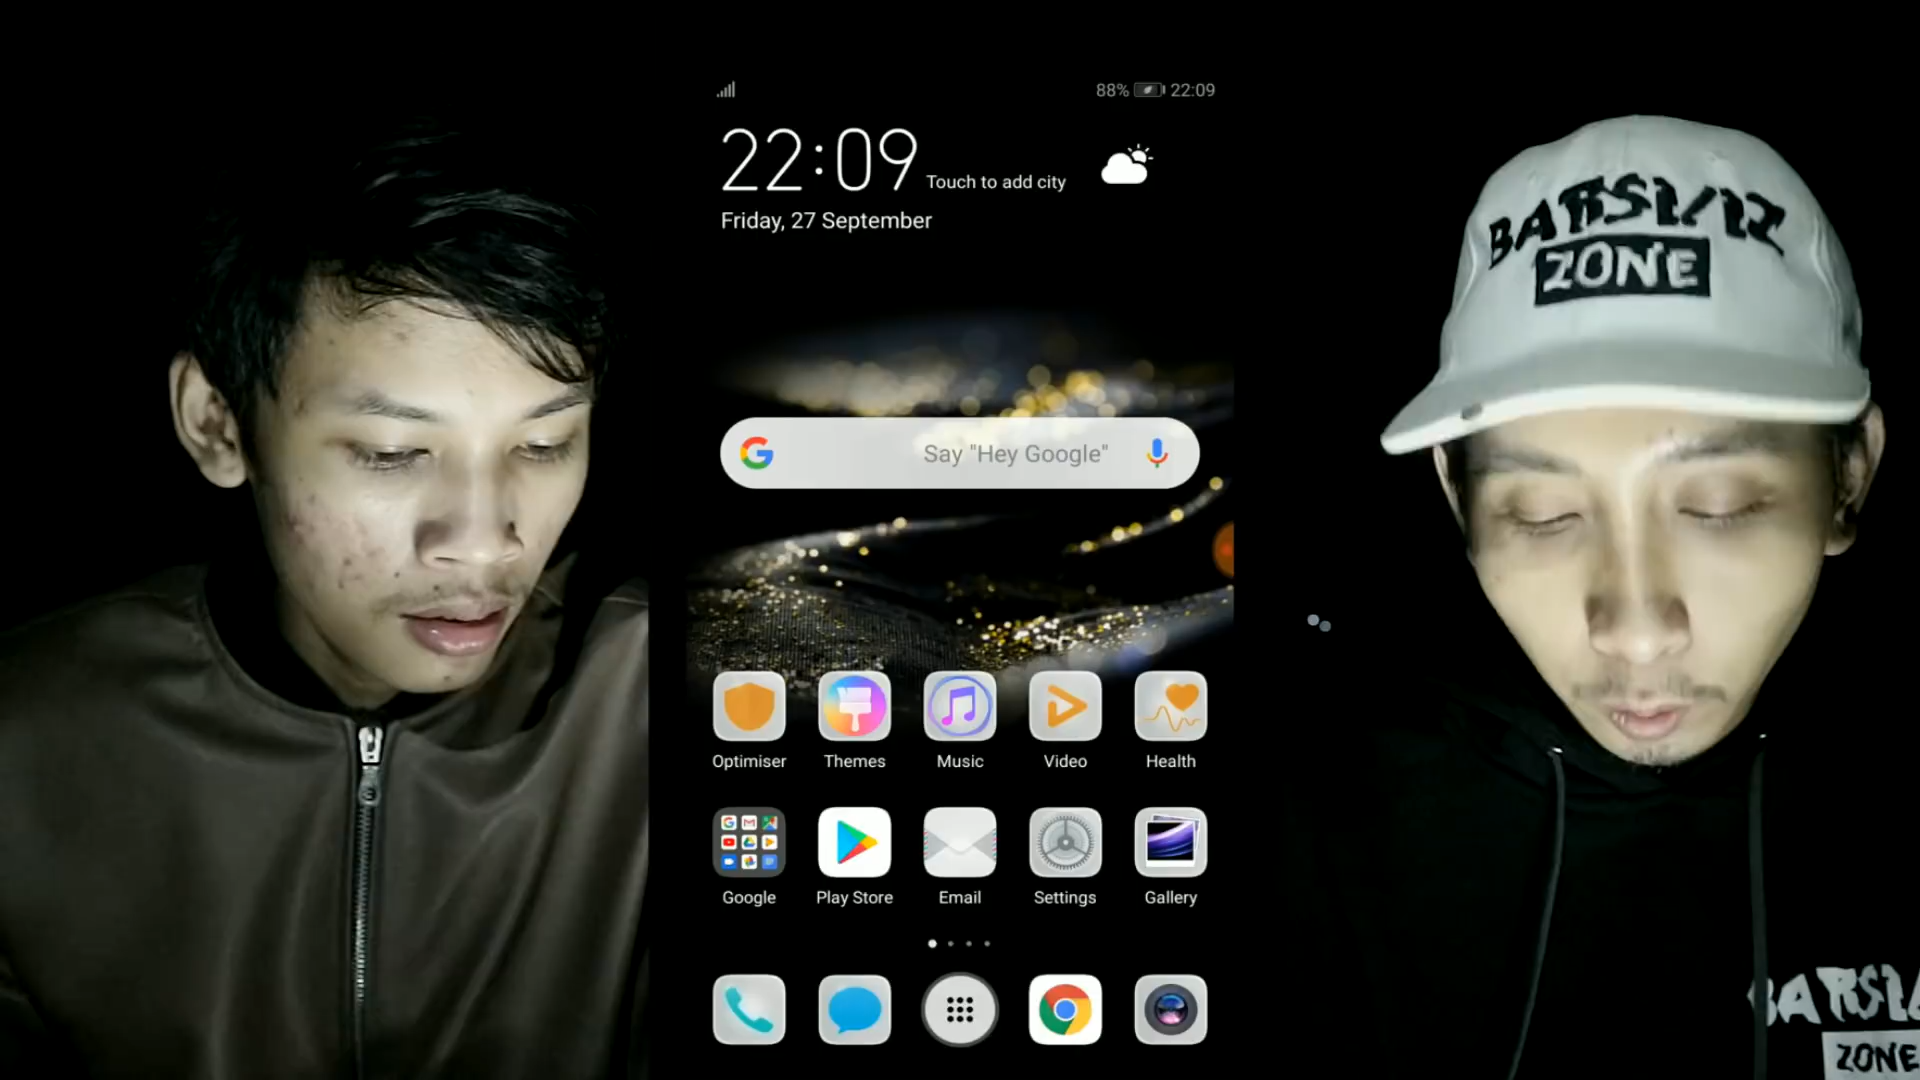 88% 22:09
22:09 Touch to add city
Friday, 27 September
Say "Hey Google"
Optimiser Themes Music Video Health
Google Play Store Email Settings Gallery
ZONE
ZONE